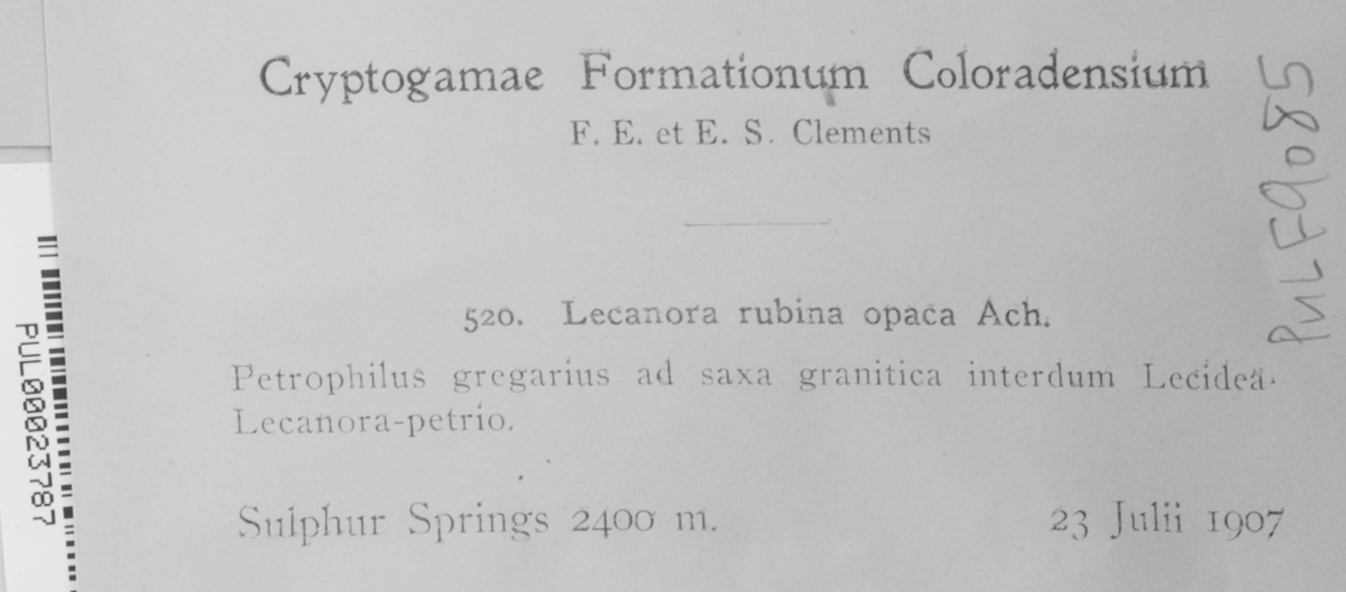 Cryptogamae Formationum Coloradensium
F. E. et E. S. Clements
520. Lecanora rubina opaca Ach.
Petrophilus gregarius ad saxa granitica interdum Lecidea-
Lecanora-petrio.
Sulphur Springs 2400 m.
23 Julii 1907
PULF9085
PUL00023787